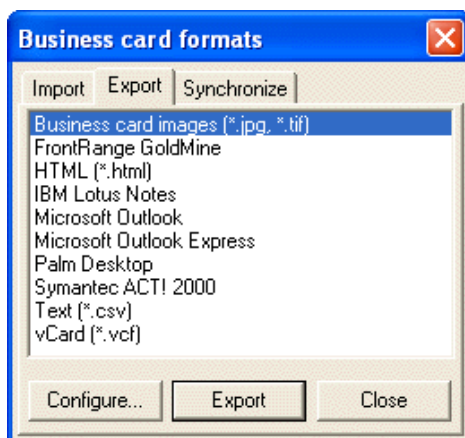 Business card formats
Import Export Synchronize
Business card images (*.jpg, *.tif)
FrontRange GoldMine
HTML (*.html)
IBM Lotus Notes
Microsoft Outlook
Microsoft Outlook Express
Palm Desktop
Symantec ACT! 2000
Text (*.csv)
vCard (*.vcf)
Configure... Export Close